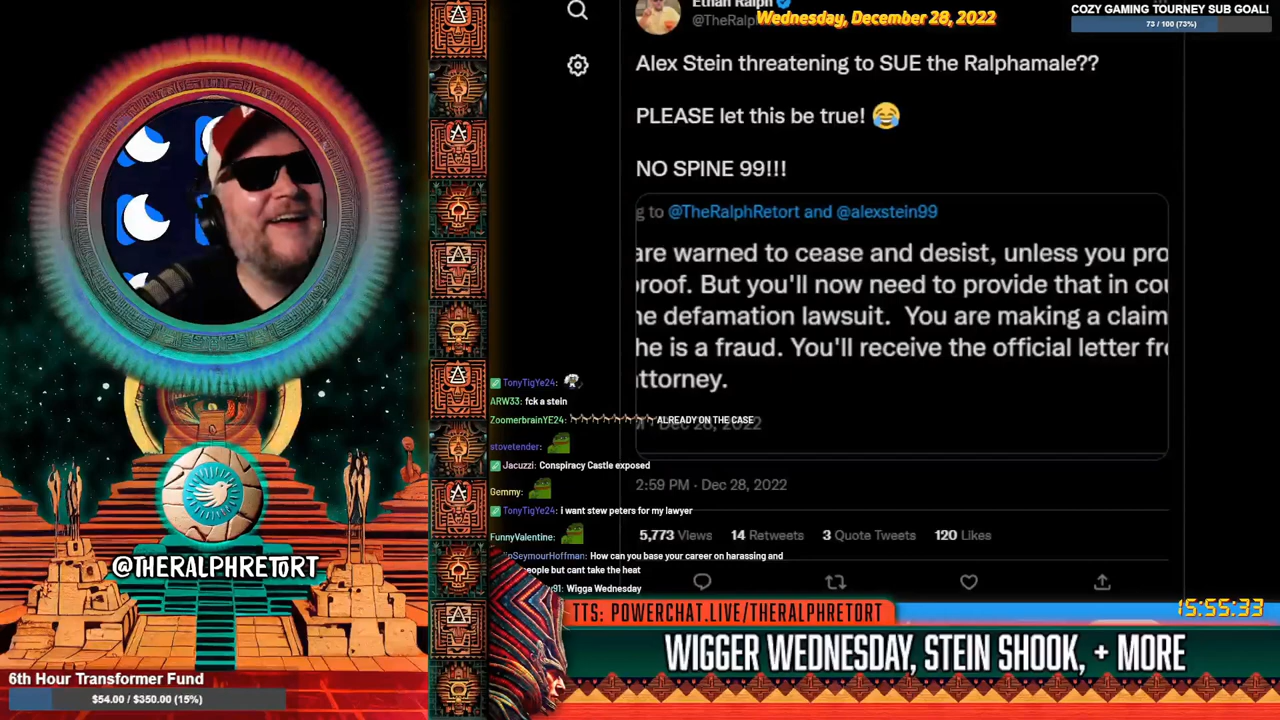 Ethan Ralph
@TheRalp
Wednesday, December 28, 2022
COZY GAMING TOURNEY SUB GOAL!
73 / 100 (73%)
Alex Stein threatening to SUE the Ralphamale??
PLEASE let this be true! 😂
NO SPINE 99!!!
g to @TheRalphRetort and @alexstein99
are warned to cease and desist, unless you pro
proof. But you'll now need to provide that in cou
he defamation lawsuit. You are making a claim
he is a fraud. You'll receive the official letter fr
attorney.
Dec 28, 2022
2:59 PM · Dec 28, 2022
5,773 Views 14 Retweets 3 Quote Tweets 120 Likes
TonyTigYe24:
ARW33: fck a stein
ZoomerbrainYE24: ALREADY ON THE CASE
stovetender:
Jacuzzi: Conspiracy Castle exposed
Gemmy:
TonyTigYe24: i want stew peters for my lawyer
FunnyValentine:
pSeymourHoffman: How can you base your career on harassing and
people but cant take the heat
91: Wigga Wednesday
@THERALPHRETORT
TTS: POWERCHAT.LIVE/THERALPHRETORT
15:55:33
WIGGER WEDNESDAY, STEIN SHOOK, + MORE
6th Hour Transformer Fund
$54.00 / $350.00 (15%)